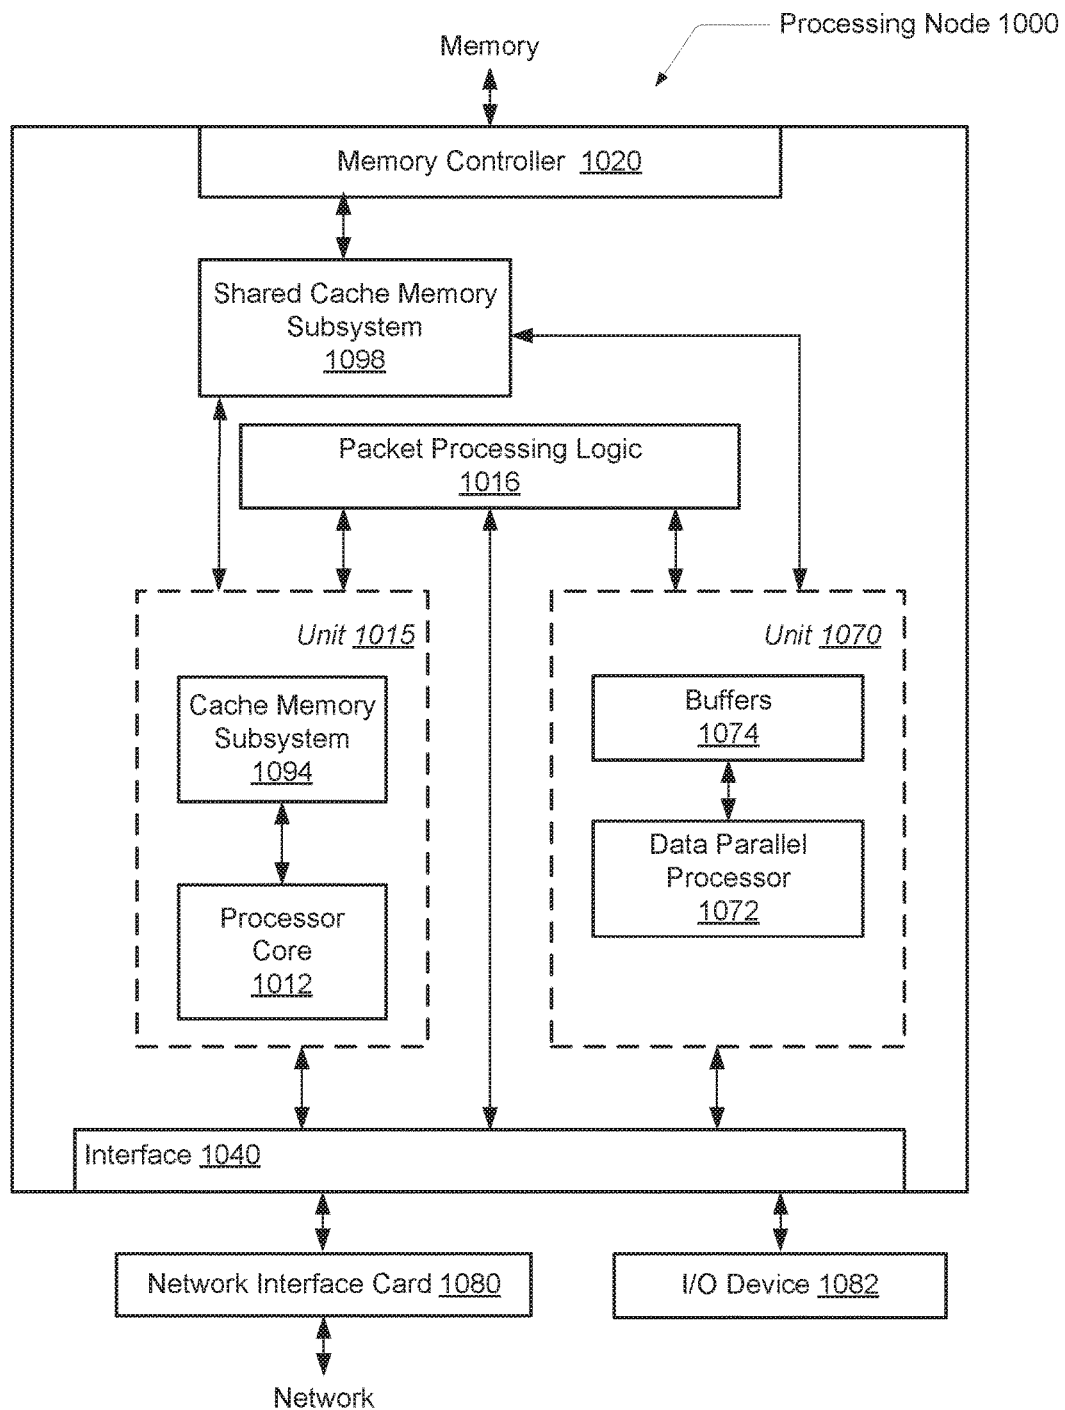 Processing Node 1000
Memory
Memory Controller 1020
Shared Cache Memory
Subsystem
1098
Packet Processing Logic
1016
Unit 1015
Unit 1070
Cache Memory
Subsystem
1094
Buffers
1074
Data Parallel
Processor
1072
Processor
Core
1012
Interface 1040
Network Interface Card 1080
I/O Device 1082
Network